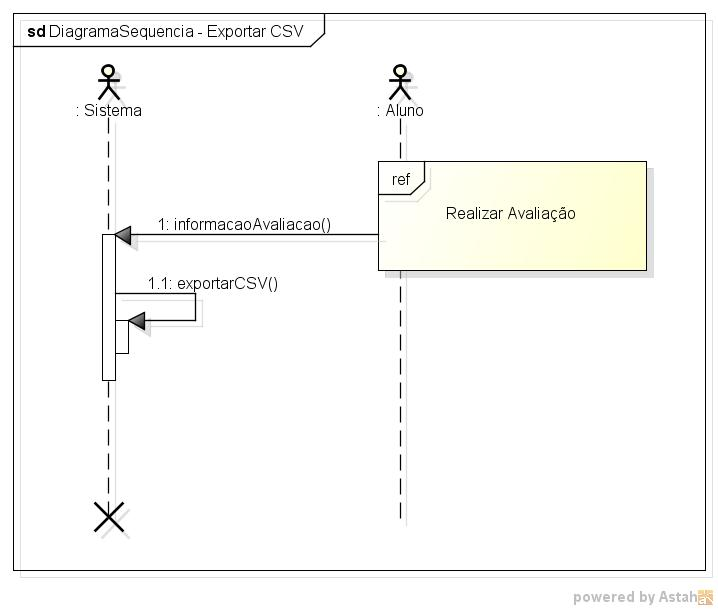 sd DiagramaSequencia - Exportar CSV
: Sistema
: Aluno
ref
Realizar Avaliação
1: informacaoAvaliacao()
1.1: exportarCSV()
powered by Astah